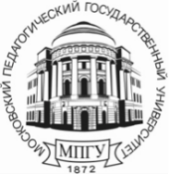 МОСКОВСКИЙ ПЕДАГОГИЧЕСКИЙ ГОСУДАРСТВЕННЫЙ УНИВЕРСИТЕТ
МПГУ
1872